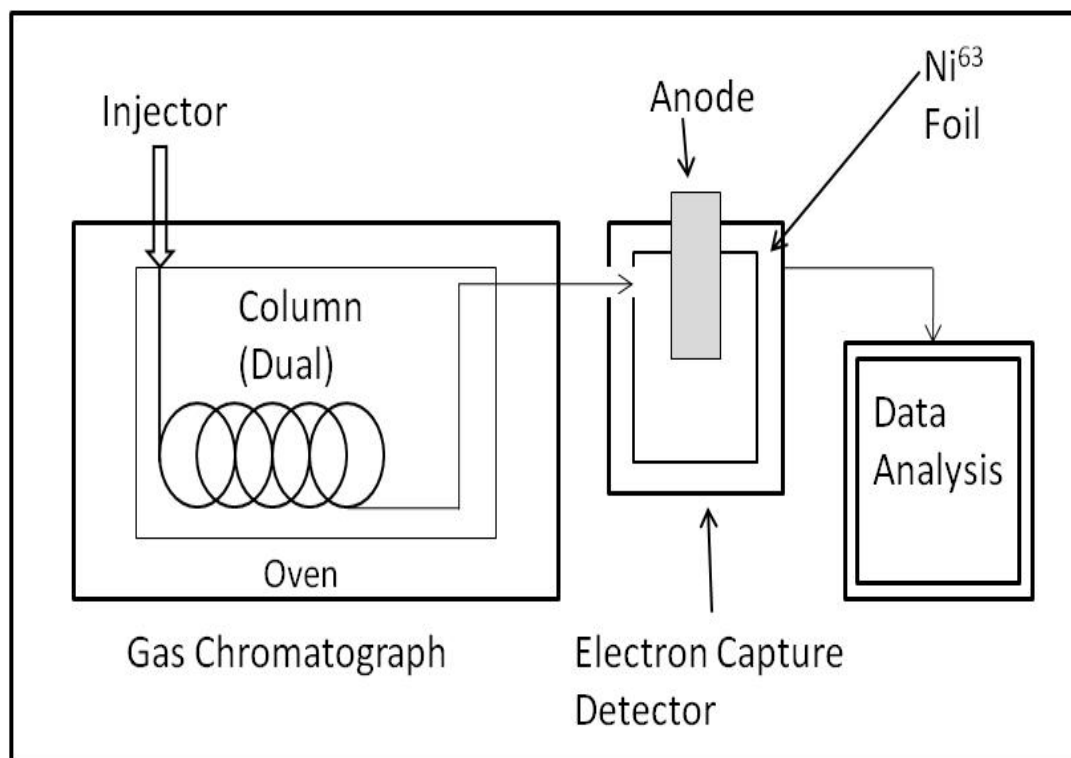 Injector
Anode
Ni⁶³
Foil
Column
(Dual)
Oven
Data
Analysis
Gas Chromatograph
Electron Capture
Detector